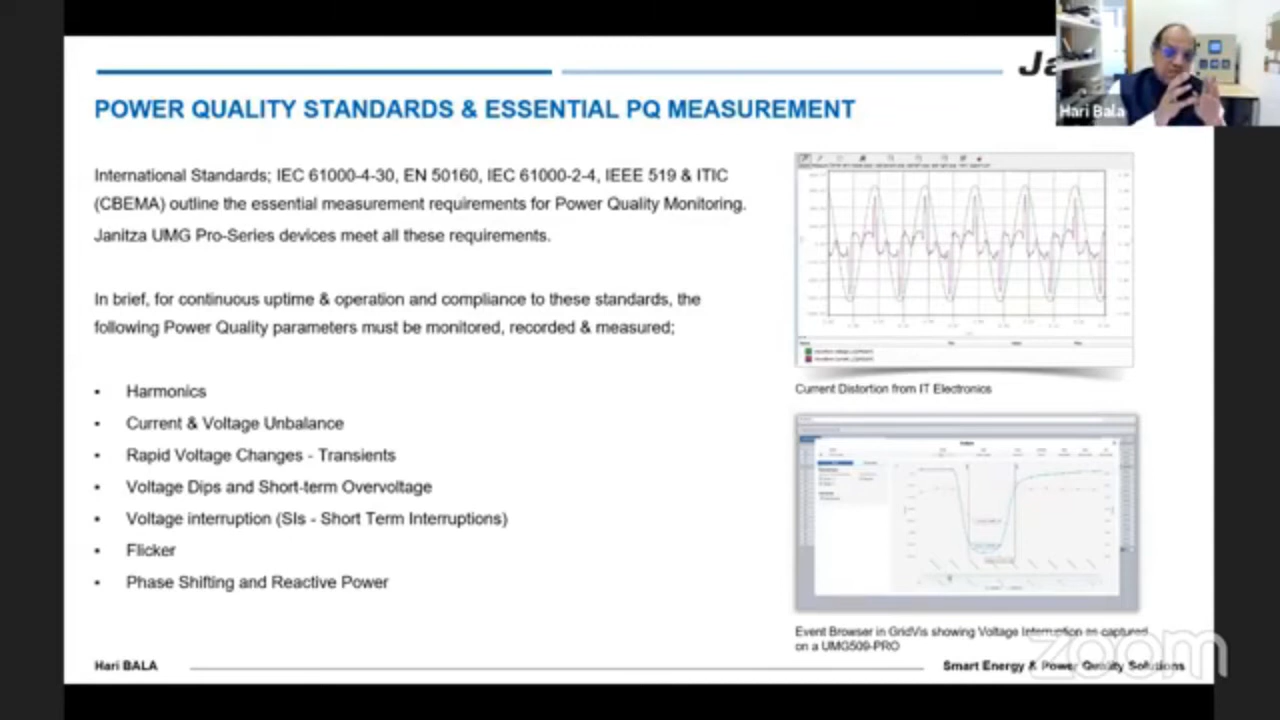 Ja
Hari Bala
POWER QUALITY STANDARDS & ESSENTIAL PQ MEASUREMENT
International Standards; IEC 61000-4-30, EN 50160, IEC 61000-2-4, IEEE 519 & ITIC
(CBEMA) outline the essential measurement requirements for Power Quality Monitoring.
Janitza UMG Pro-Series devices meet all these requirements.
In brief, for continuous uptime & operation and compliance to these standards, the
following Power Quality parameters must be monitored, recorded & measured;
• Harmonics
• Current & Voltage Unbalance
• Rapid Voltage Changes - Transients
• Voltage Dips and Short-term Overvoltage
• Voltage interruption (SIs - Short Term Interruptions)
• Flicker
• Phase Shifting and Reactive Power
Current Distortion from IT Electronics
Event Browser in GridVis showing Voltage Interruption as captured
on a UMG509-PRO
Hari BALA
Smart Energy & Power Quality Solutions
zoom